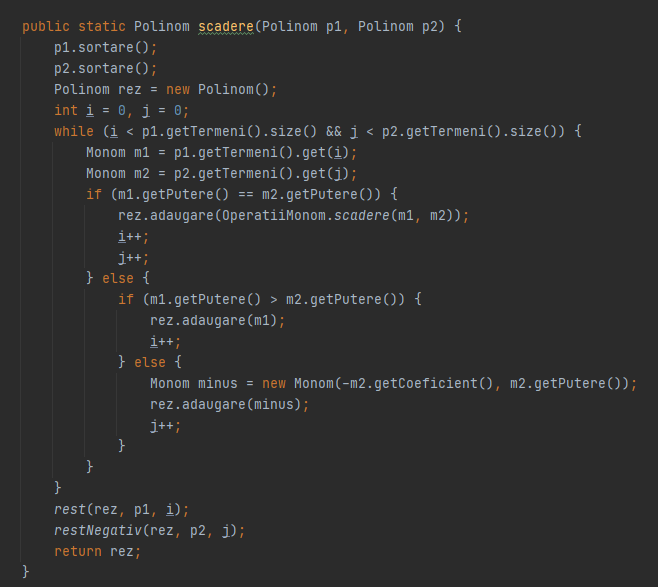 public static Polinom scadere(Polinom p1, Polinom p2) {
    p1.sortare();
    p2.sortare();
    Polinom rez = new Polinom();
    int i = 0, j = 0;
    while (i < p1.getTermeni().size() && j < p2.getTermeni().size()) {
        Monom m1 = p1.getTermeni().get(i);
        Monom m2 = p2.getTermeni().get(j);
        if (m1.getPutere() == m2.getPutere()) {
            rez.adaugare(OperatiiMonom.scadere(m1, m2));
            i++;
            j++;
        } else {
            if (m1.getPutere() > m2.getPutere()) {
                rez.adaugare(m1);
                i++;
            } else {
                Monom minus = new Monom(-m2.getCoeficient(), m2.getPutere());
                rez.adaugare(minus);
                j++;
            }
        }
    }
    rest(rez, p1, i);
    restNegativ(rez, p2, j);
    return rez;
}